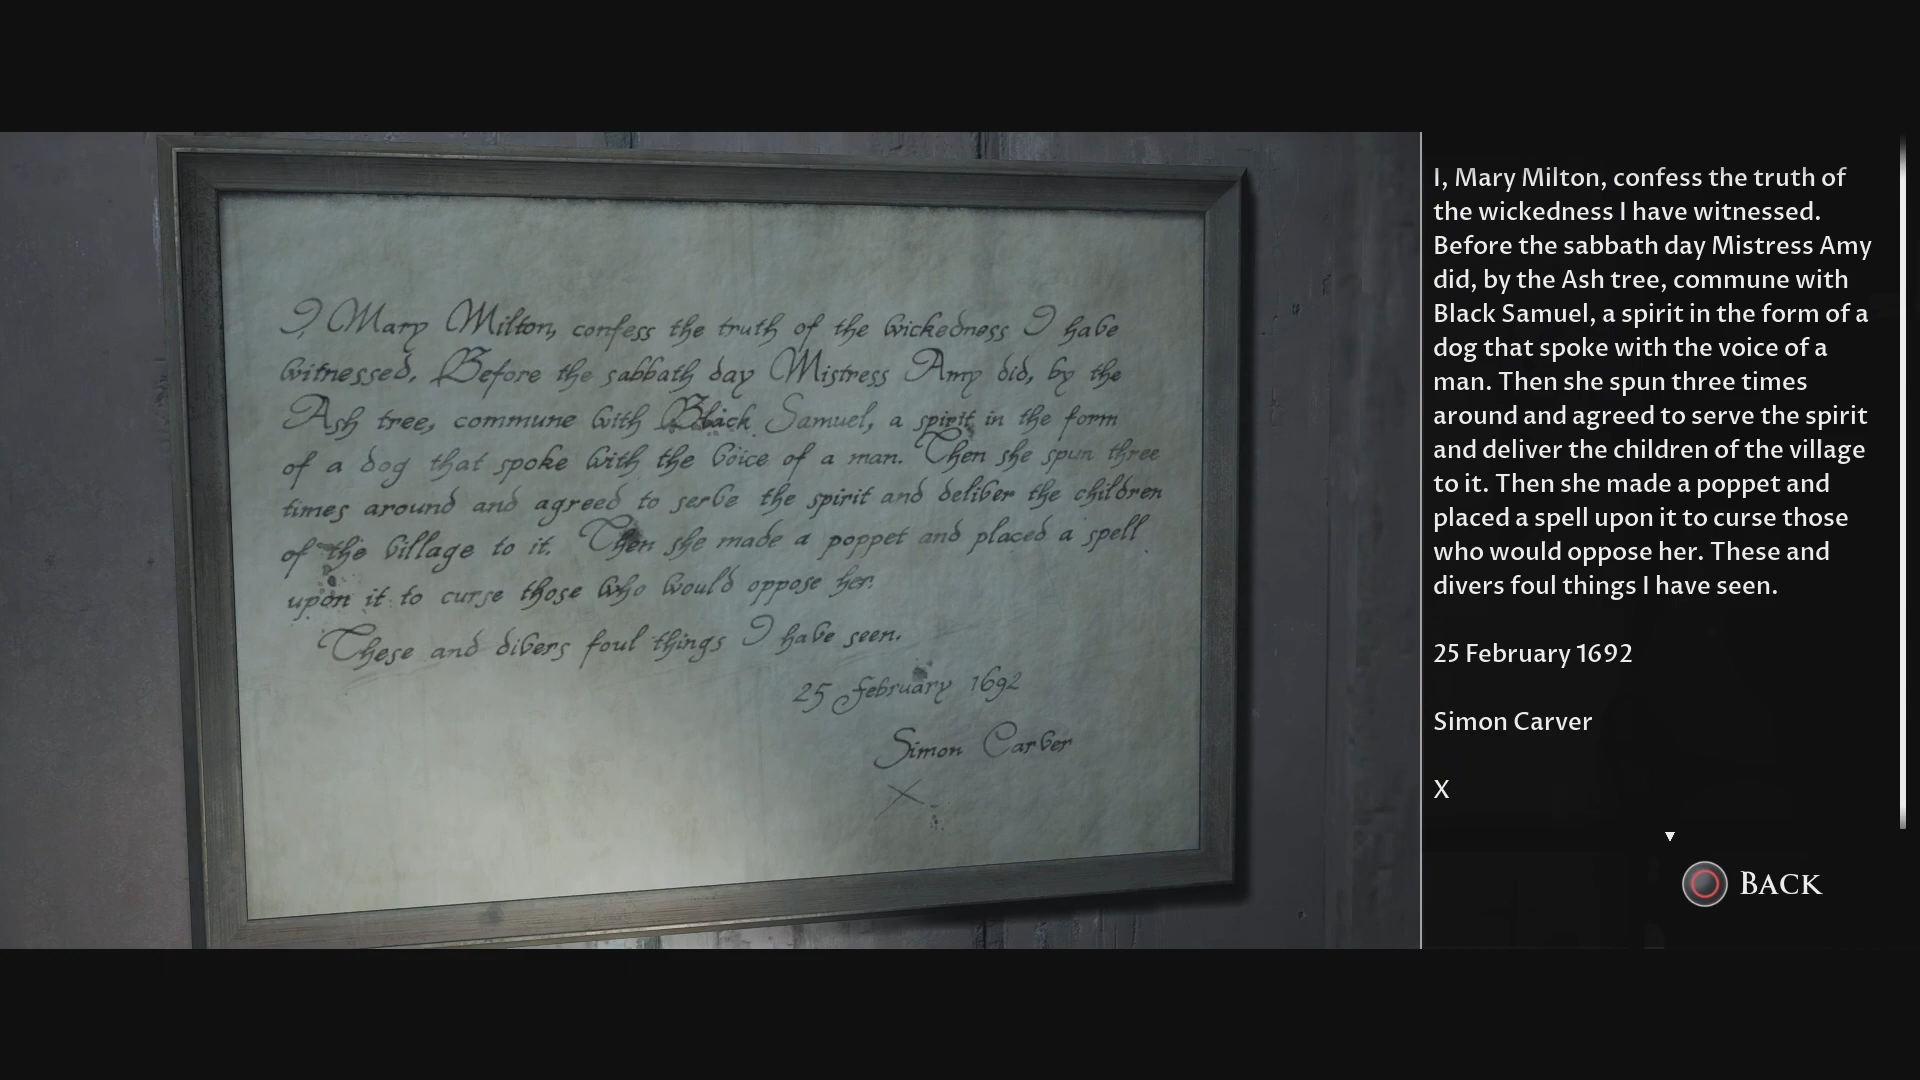 I, Mary Milton, confess the truth of the wickedness I have
witnessed. Before the sabbath day Mistress Amy did, by the
Ash tree, commune with Black Samuel, a spirit in the form
of a dog that spoke with the voice of a man. Then she spun three
times around and agreed to serve the spirit and deliver the children
of the village to it. Then she made a poppet and placed a spell
upon it to curse those who would oppose her.
These and divers foul things I have seen.
25 February 1692
Simon Carver
X
I, Mary Milton, confess the truth of
the wickedness I have witnessed.
Before the sabbath day Mistress Amy
did, by the Ash tree, commune with
Black Samuel, a spirit in the form of a
dog that spoke with the voice of a
man. Then she spun three times
around and agreed to serve the spirit
and deliver the children of the village
to it. Then she made a poppet and
placed a spell upon it to curse those
who would oppose her. These and
divers foul things I have seen.
25 February 1692
Simon Carver
X
BACK